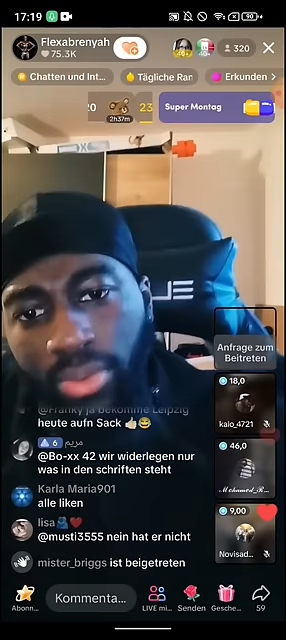 17:19
90
Flexabrenyah
75.3K
320
Chatten und Int...
Tägliche Ran
Erkunden >
20
2h37m
23
Super Montag
Anfrage zum
Beitreten
18,0
kaio_4721
46,0
Mohamed_R...
9,00
Novisad...
@Franky ja bekomme Leipzig
heute aufn Sack 👍🏻😂
6 مريم
@Bo-xx 42 wir widerlegen nur
was in den schriften steht
Karla Maria901
alle liken
lisa🫂❤️
@musti3555 nein hat er nicht
mister_briggs ist beigetreten
Abonn...
Kommenta...
LIVE mi...
Senden
Gesche...
59